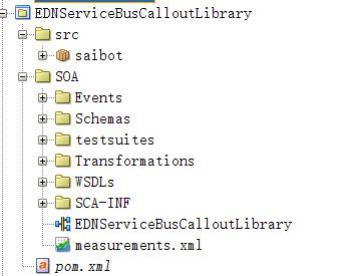 EDNServiceBusCalloutLibrary
src
saibot
SOA
Events
Schemas
testsuites
Transformations
WSDLs
SCA-INF
EDNServiceBusCalloutLibrary
measurements.xml
pom.xml